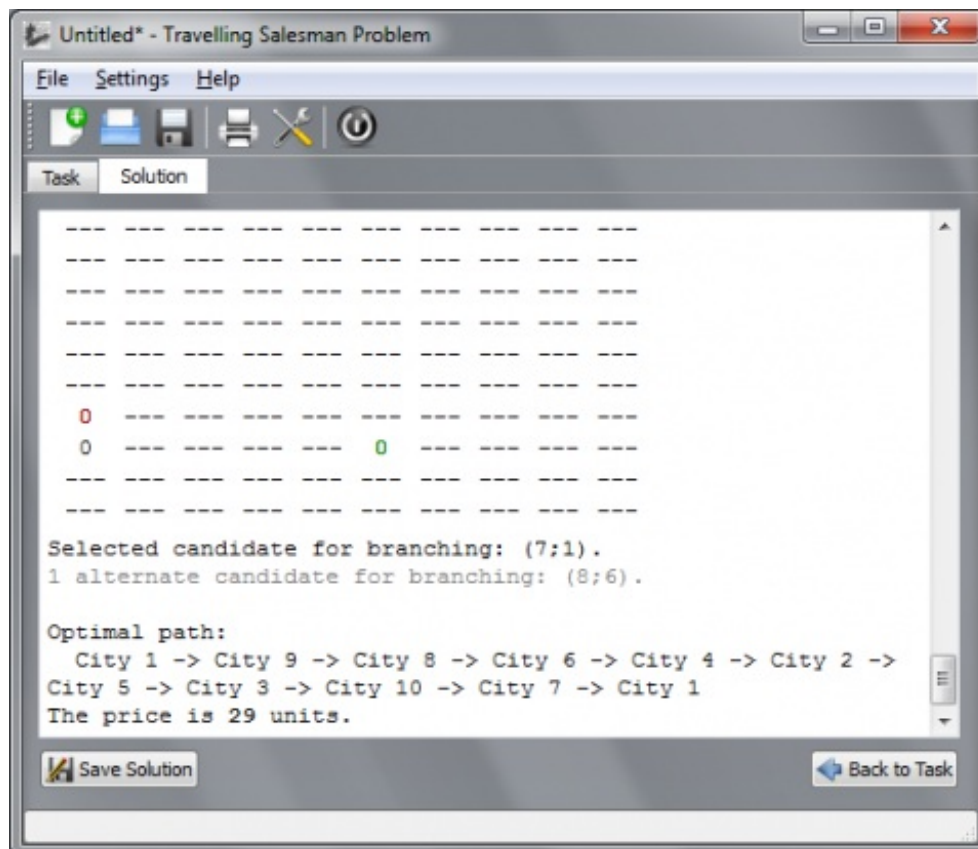 Untitled* - Travelling Salesman Problem
File Settings Help
Task Solution
--- --- --- --- --- --- --- --- --- ---
--- --- --- --- --- --- --- --- --- ---
--- --- --- --- --- --- --- --- --- ---
--- --- --- --- --- --- --- --- --- ---
--- --- --- --- --- --- --- --- --- ---
--- --- --- --- --- --- --- --- --- ---
0 --- --- --- --- --- --- --- --- ---
0 --- --- --- --- 0 --- --- --- ---
--- --- --- --- --- --- --- --- --- ---
--- --- --- --- --- --- --- --- --- ---
Selected candidate for branching: (7;1).
1 alternate candidate for branching: (8;6).
Optimal path:
City 1 -> City 9 -> City 8 -> City 6 -> City 4 -> City 2 ->
City 5 -> City 3 -> City 10 -> City 7 -> City 1
The price is 29 units.
Save Solution Back to Task